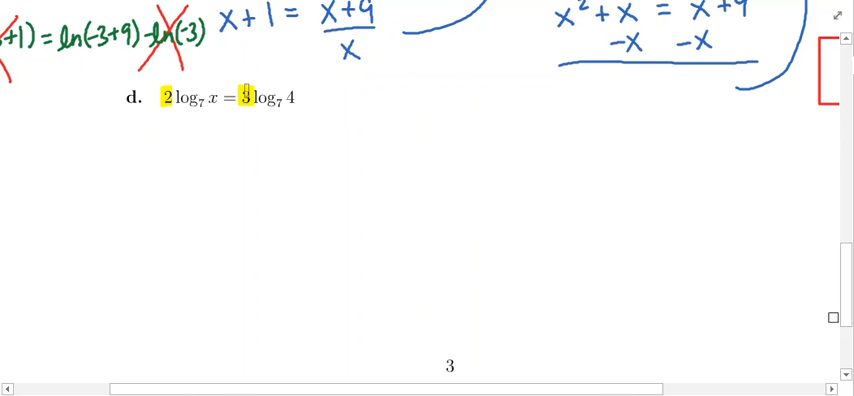 +1) = ln(-3+9) - ln(-3)
x + 1 = x+9 / x
x² + x = x + 9
-x -x
d. 2 log₇ x = 3 log₇ 4
3